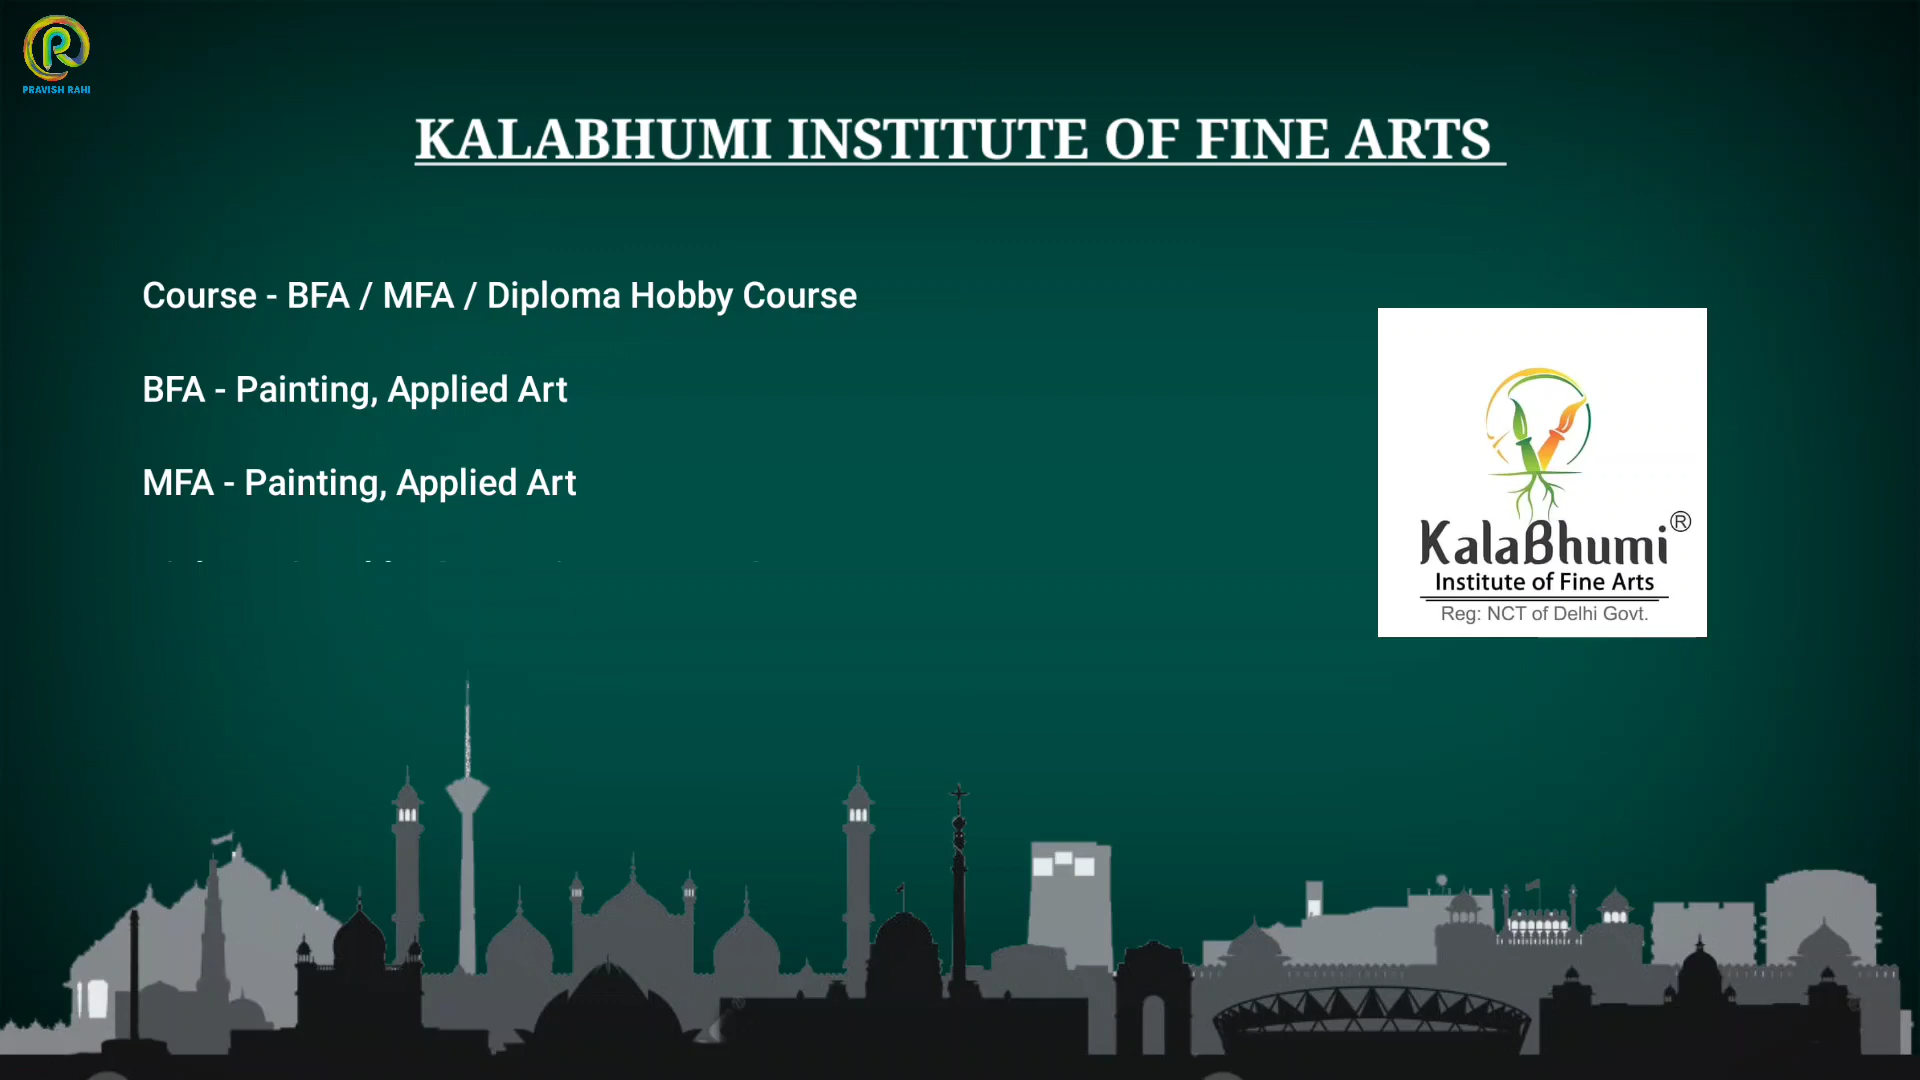 PRAVISH RAHI
KALABHUMI INSTITUTE OF FINE ARTS
Course - BFA / MFA / Diploma Hobby Course
BFA - Painting, Applied Art
MFA - Painting, Applied Art
KalaBhumi®
Institute of Fine Arts
Reg: NCT of Delhi Govt.